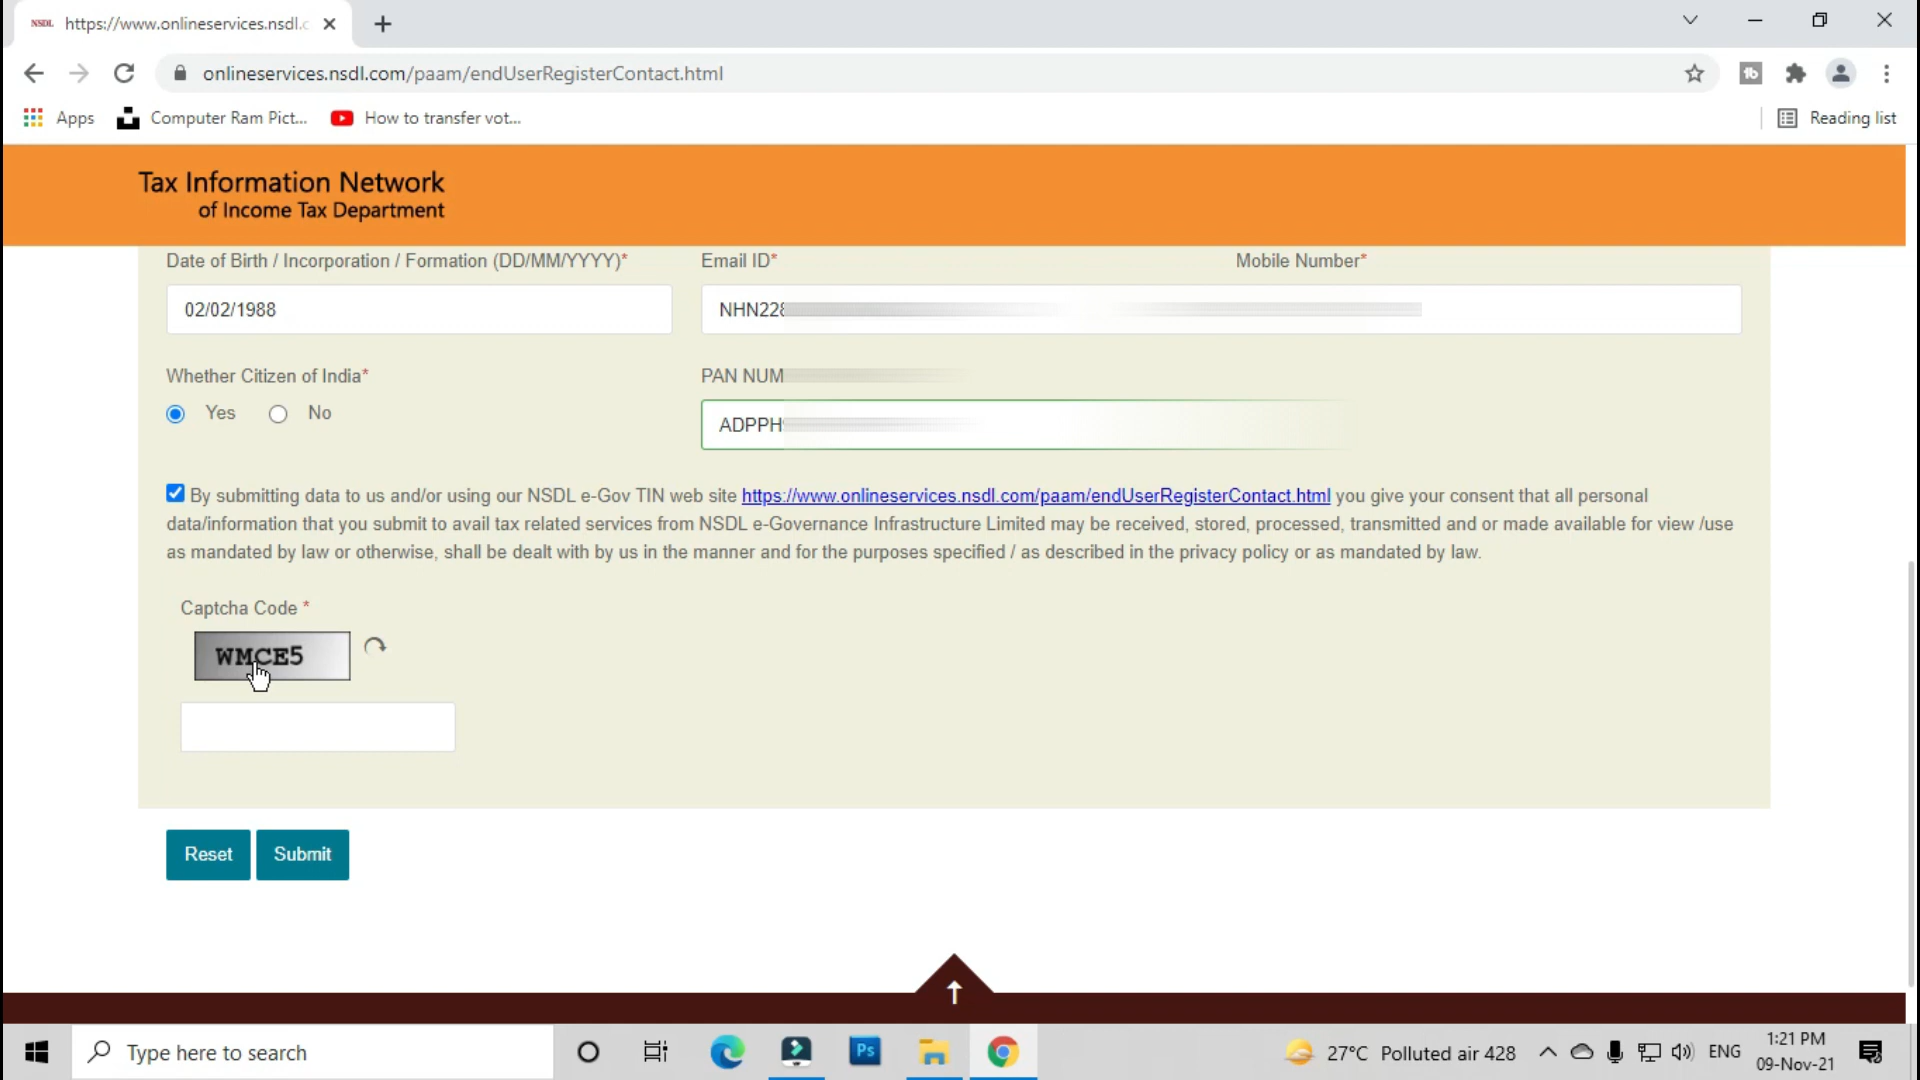 NSDL https://www.onlineservices.nsdl.c
onlineservices.nsdl.com/paam/endUserRegisterContact.html
Apps Computer Ram Pict... How to transfer vot... Reading list
Tax Information Network
of Income Tax Department
Date of Birth / Incorporation / Formation (DD/MM/YYYY)* Email ID* Mobile Number*
02/02/1988 NHN228
Whether Citizen of India* PAN NUM
Yes No
ADPPH
By submitting data to us and/or using our NSDL e-Gov TIN web site https://www.onlineservices.nsdl.com/paam/endUserRegisterContact.html you give your consent that all personal
data/information that you submit to avail tax related services from NSDL e-Governance Infrastructure Limited may be received, stored, processed, transmitted and or made available for view /use
as mandated by law or otherwise, shall be dealt with by us in the manner and for the purposes specified / as described in the privacy policy or as mandated by law.
Captcha Code *
WMCE5
Reset Submit
Type here to search Ps 27°C Polluted air 428 ENG 1:21 PM
09-Nov-21